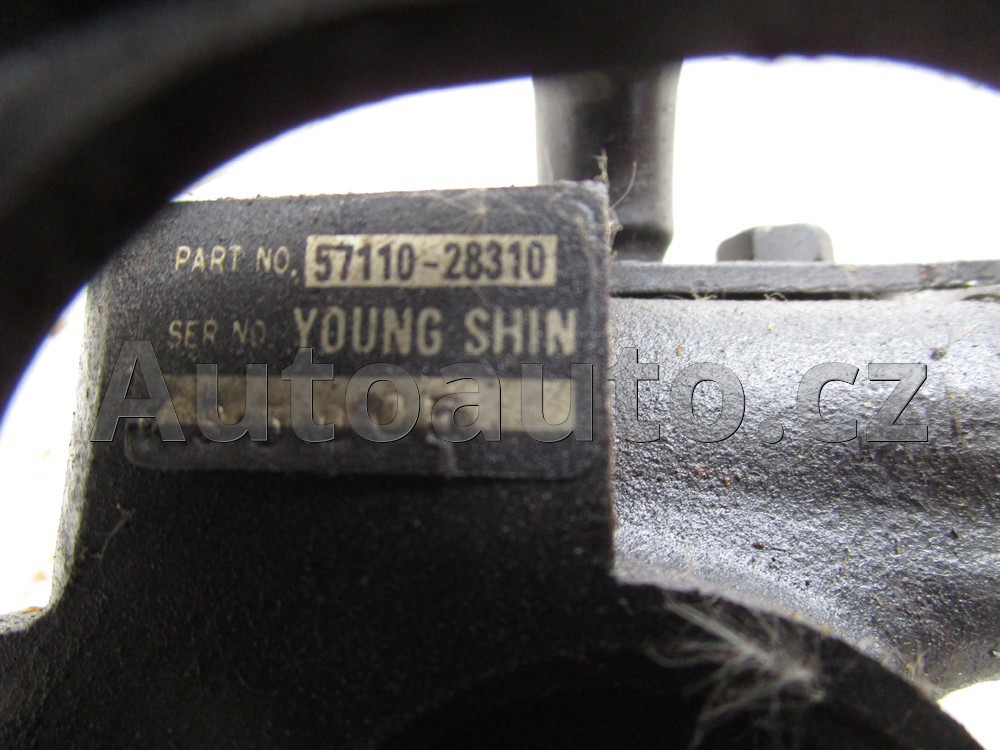 PART NO. 57110-28310
SER NO. YOUNG SHIN
Autoauto.cz